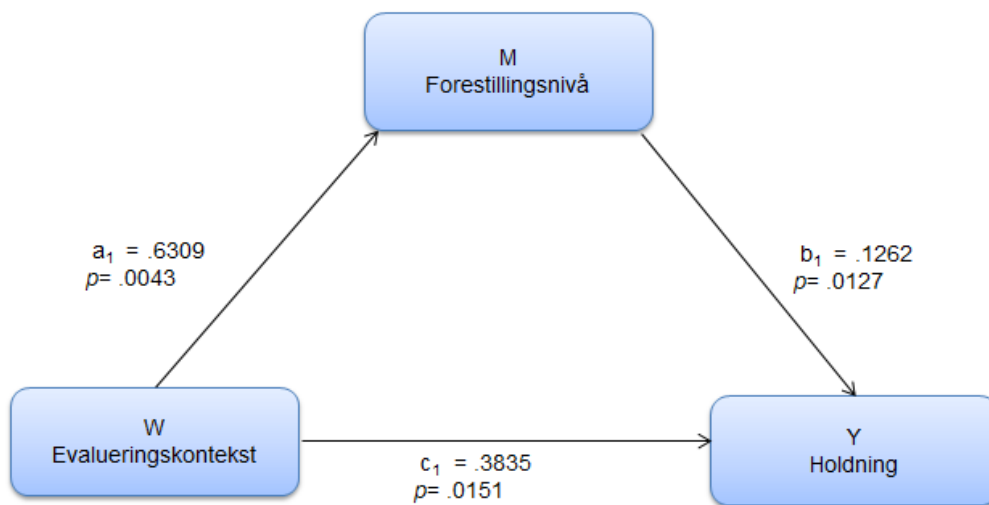 M
Forestillingsnivå
a₁ = .6309
p= .0043
b₁ = .1262
p= .0127
W
Evalueringskontekst
c₁ = .3835
p= .0151
Y
Holdning